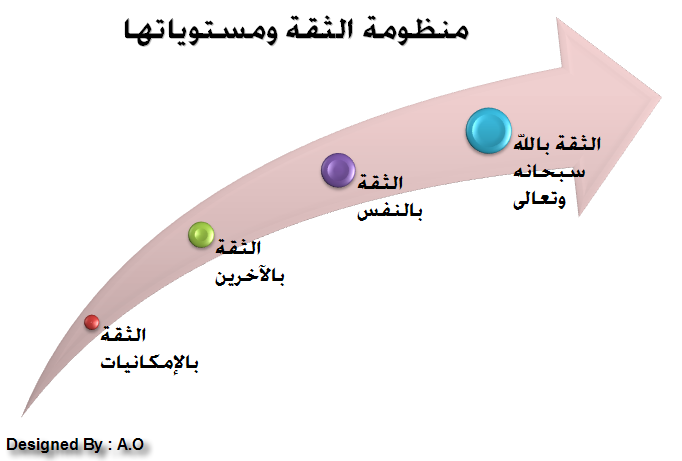 منظومة الثقة ومستوياتها
الثقة بالله
سبحانه
وتعالى
الثقة
بالنفس
الثقة
بالآخرين
الثقة
بالإمكانيات
Designed By : A.O